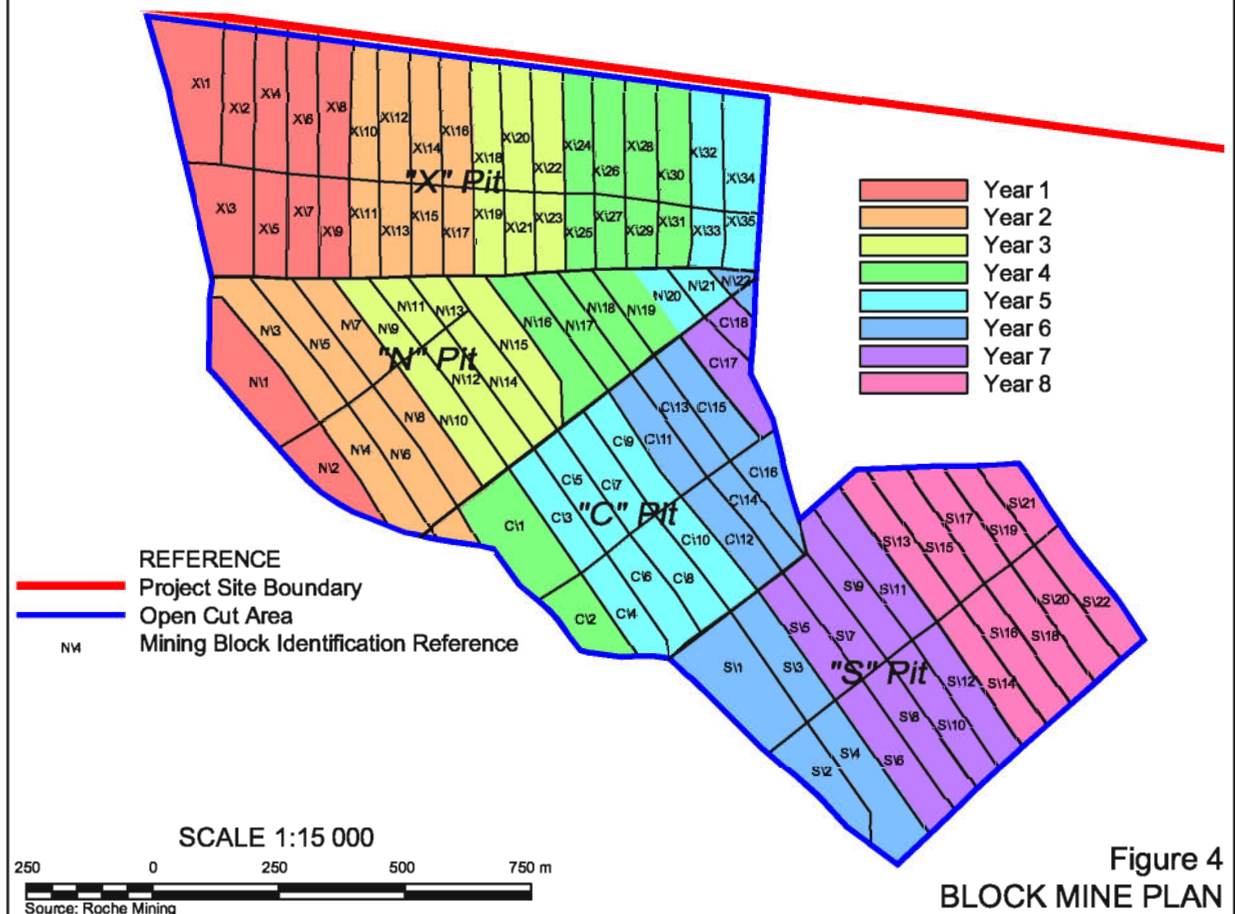 X\1
X\2
X\4
X\6
X\8
X\10
X\12
X\14
X\16
X\18
X\20
X\22
X\24
X\26
X\28
X\30
X\32
X\34
"X" Pit
X\3
X\5
X\7
X\9
X\11
X\13
X\15
X\17
X\19
X\21
X\23
X\25
X\27
X\29
X\31
X\33
X\35
Year 1
Year 2
Year 3
Year 4
Year 5
Year 6
Year 7
Year 8
N\1
N\3
N\5
N\7
N\9
N\11
N\13
N\15
N\16
N\17
N\18
N\19
N\20
N\21
N\22
"N" Pit
N\2
N\4
N\6
N\8
N\10
N\12
N\14
C\18
C\17
C\15
C\13
C\11
C\9
C\7
C\5
C\3
C\1
"C" Pit
C\16
C\14
C\12
C\10
C\8
C\6
C\4
C\2
S\1
S\3
S\5
S\7
S\9
S\11
S\13
S\15
S\17
S\19
S\21
"S" Pit
S\2
S\4
S\6
S\8
S\10
S\12
S\14
S\16
S\18
S\20
S\22
REFERENCE
Project Site Boundary
Open Cut Area
N\4 Mining Block Identification Reference
SCALE 1:15 000
250 0 250 500 750 m
Source: Roche Mining
Figure 4
BLOCK MINE PLAN